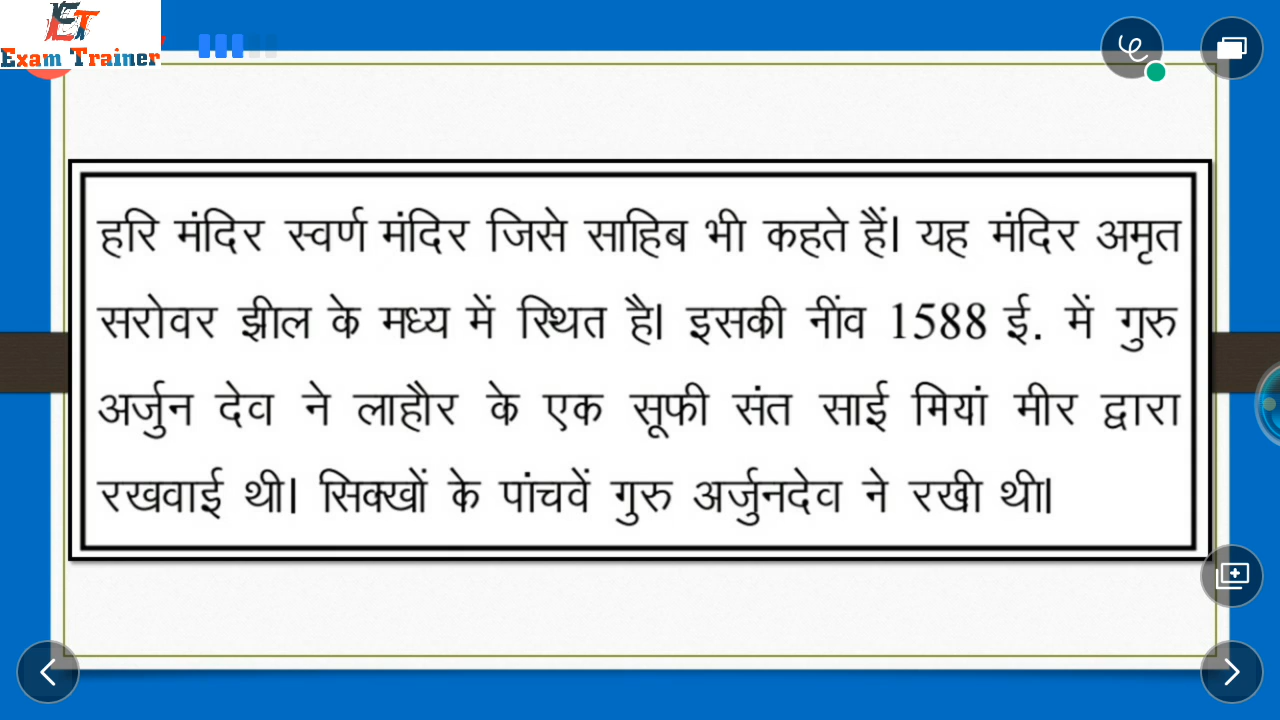 ET
Exam Trainer
हरि मंदिर स्वर्ण मंदिर जिसे साहिब भी कहते हैं। यह मंदिर अमृत
सरोवर झील के मध्य में स्थित है। इसकी नींव 1588 ई. में गुरु
अर्जुन देव ने लाहौर के एक सूफी संत साई मियां मीर द्वारा
रखवाई थी। सिक्खों के पांचवें गुरु अर्जुनदेव ने रखी थी।